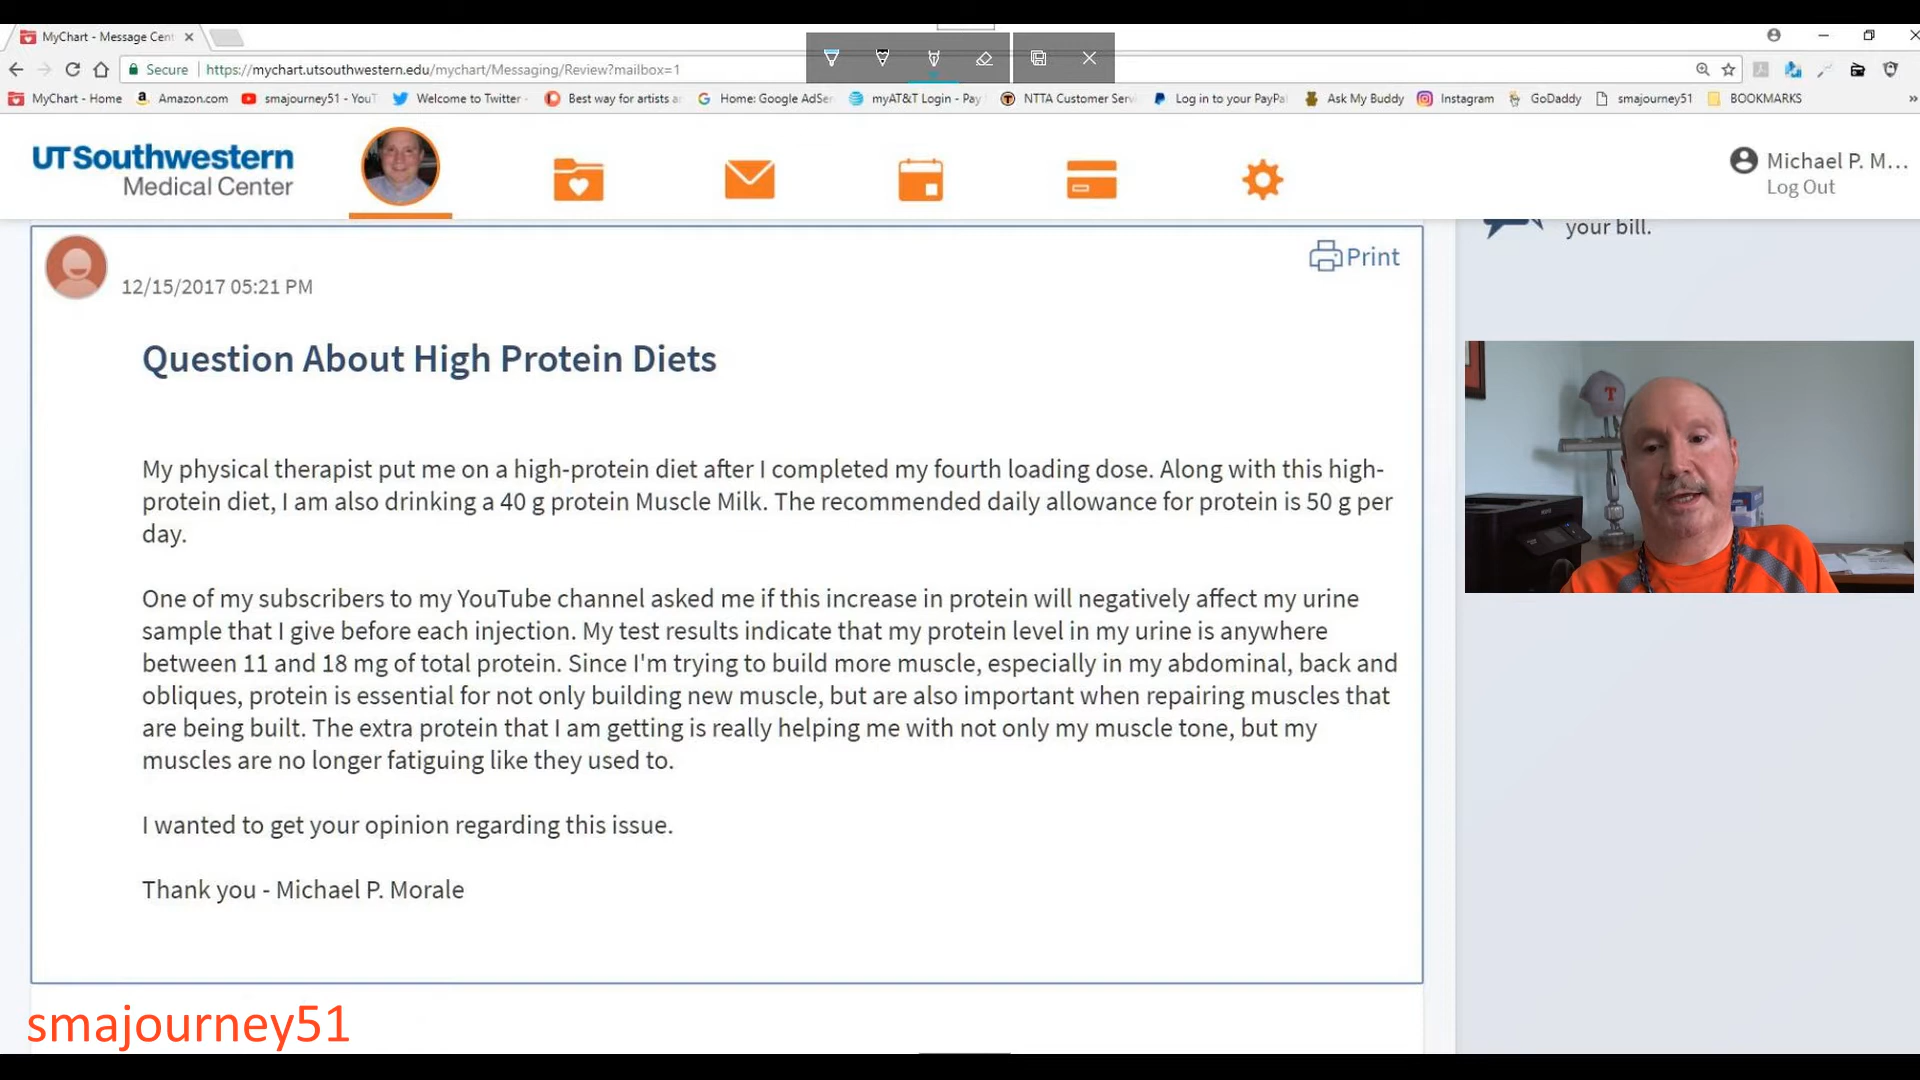 MyChart - Message Cen
Secure https://mychart.utsouthwestern.edu/mychart/Messaging/Review?mailbox=1
MyChart - Home Amazon.com smajourney51 - YouT Welcome to Twitter - Best way for artists a Home: Google AdSer myAT&T Login - Pay NTTA Customer Servi Log in to your PayPa Ask My Buddy Instagram GoDaddy smajourney51 BOOKMARKS »
UT Southwestern
Medical Center
Michael P. M...
Log Out
your bill.
Print
12/15/2017 05:21 PM
Question About High Protein Diets
My physical therapist put me on a high-protein diet after I completed my fourth loading dose. Along with this high-
protein diet, I am also drinking a 40 g protein Muscle Milk. The recommended daily allowance for protein is 50 g per
day.
One of my subscribers to my YouTube channel asked me if this increase in protein will negatively affect my urine
sample that I give before each injection. My test results indicate that my protein level in my urine is anywhere
between 11 and 18 mg of total protein. Since I'm trying to build more muscle, especially in my abdominal, back and
obliques, protein is essential for not only building new muscle, but are also important when repairing muscles that
are being built. The extra protein that I am getting is really helping me with not only my muscle tone, but my
muscles are no longer fatiguing like they used to.
I wanted to get your opinion regarding this issue.
Thank you - Michael P. Morale
T
smajourney51